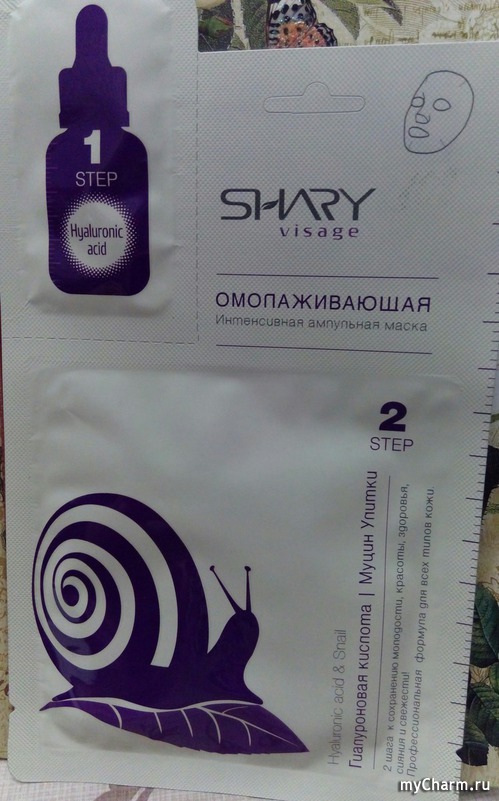 1
STEP
Hyaluronic
acid
SHARY
visage
ОМОЛАЖИВАЮЩАЯ
Интенсивная ампульная маска
2
STEP
Hyaluronic acid & Snail
Гиалуроновая кислота | Муцин Улитки
2 шага к сохранению молодости, красоты, здоровья,
сияния и свежести!
Профессиональная формула для всех типов кожи.
myCharm.ru